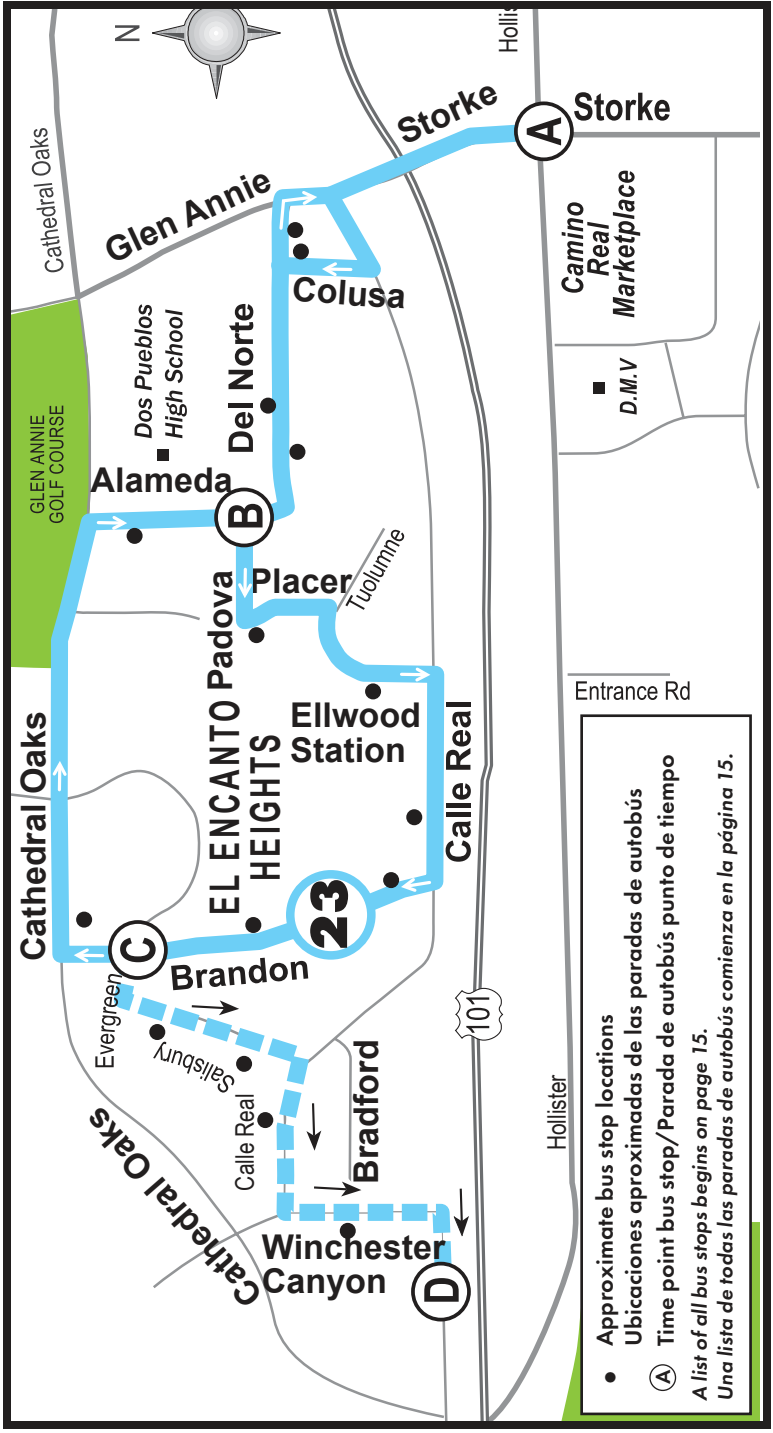 N
Hollis
Cathedral Oaks
Storke
A
Storke
Glen Annie
Camino
Real
Marketplace
Colusa
GLEN ANNIE
GOLF COURSE
Dos Pueblos
High School
Del Norte
D.M.V
Alameda
B
Placer
Tuolumne
Padova
Entrance Rd
Ellwood
Station
Cathedral Oaks
EL ENCANTO
HEIGHTS
Calle Real
23
C
Brandon
Evergreen
Salisbury
101
Calle Real
Bradford
Hollister
Cathedral Oaks
Winchester
Canyon
D
Approximate bus stop locations
Ubicaciones aproximadas de las paradas de autobús
A Time point bus stop/Parada de autobús punto de tiempo
A list of all bus stops begins on page 15.
Una lista de todas las paradas de autobús comienza en la página 15.